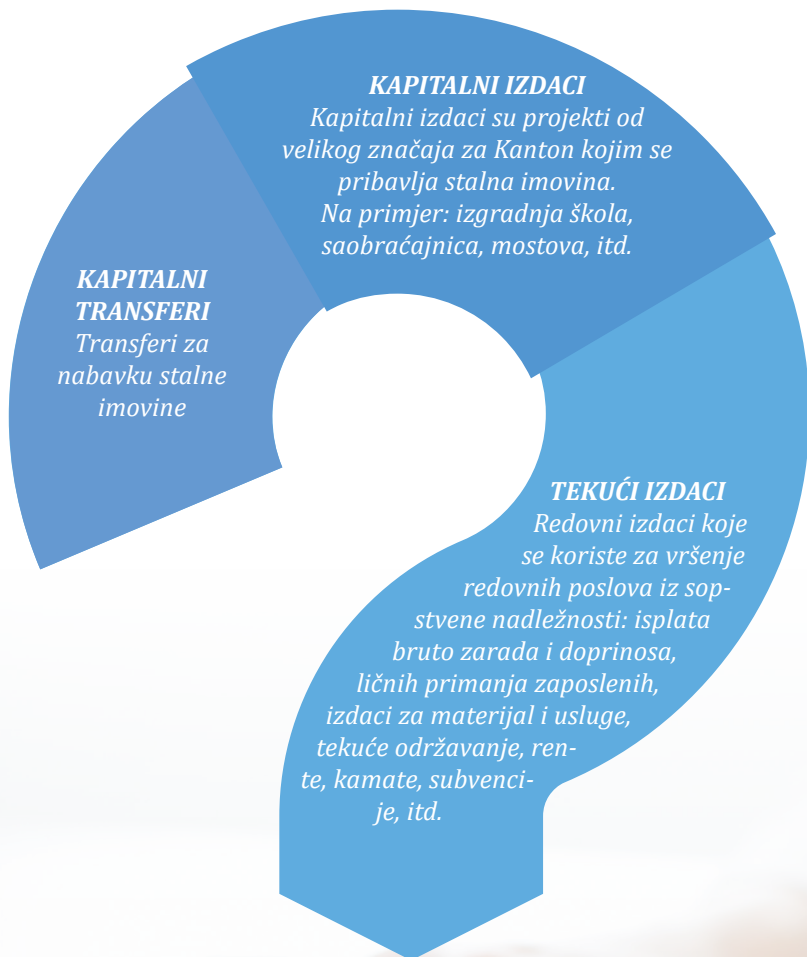 KAPITALNI IZDACI
Kapitalni izdaci su projekti od
velikog značaja za Kanton kojim se
pribavlja stalna imovina.
Na primjer: izgradnja škola,
saobraćajnica, mostova, itd.
KAPITALNI
TRANSFERI
Transferi za
nabavku stalne
imovine
TEKUĆI IZDACI
Redovni izdaci koje
se koriste za vršenje
redovnih poslova iz sop-
stvene nadležnosti: isplata
bruto zarada i doprinosa,
ličnih primanja zaposlenih,
izdaci za materijal i usluge,
tekuće održavanje, ren-
te, kamate, subvenci-
je, itd.